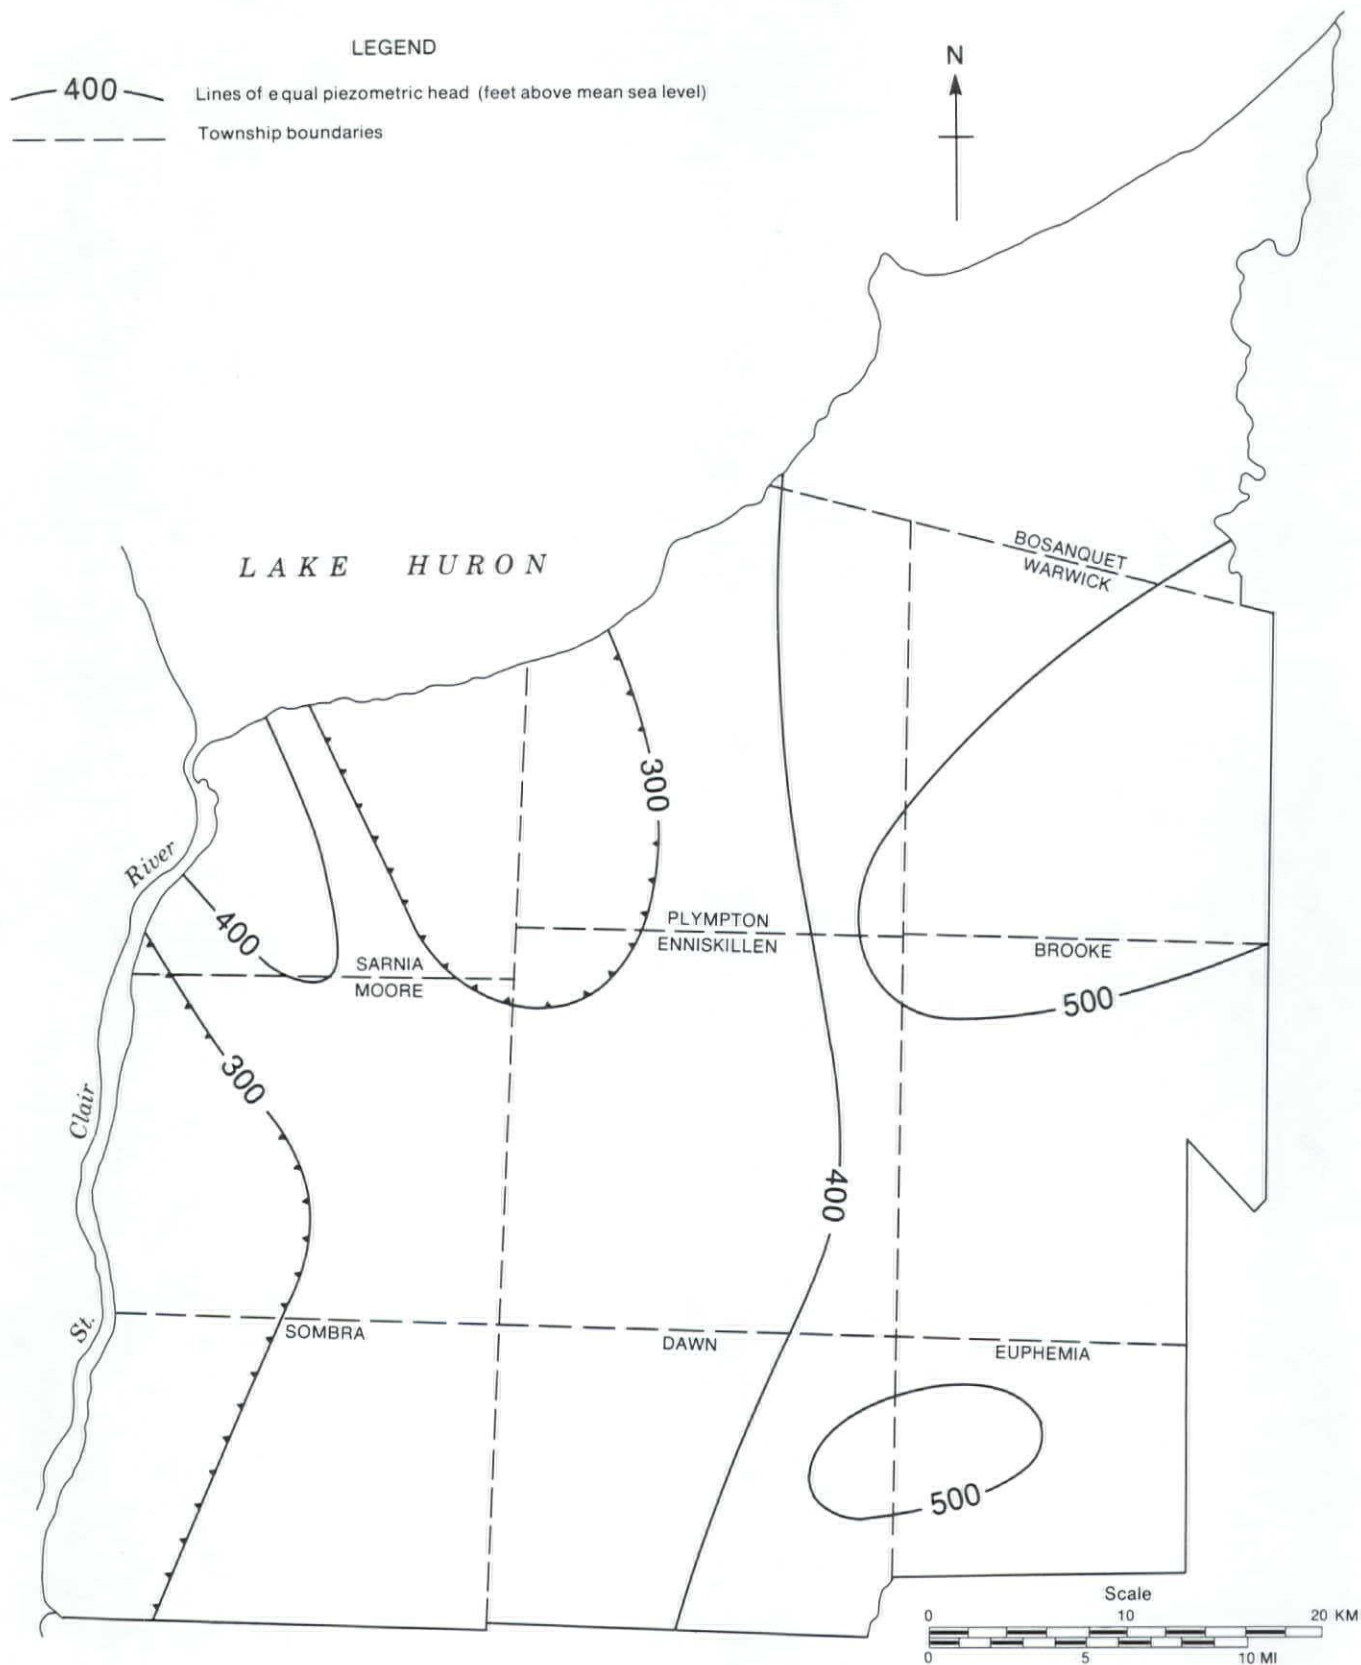 LEGEND
400 Lines of equal piezometric head (feet above mean sea level)
Township boundaries
N
LAKE HURON
BOSANQUET
WARWICK
300
River
400
PLYMPTON
ENNISKILLEN
BROOKE
SARNIA
MOORE
500
300
Clair
400
St.
SOMBRA
DAWN
EUPHEMIA
500
Scale
0 10 20 KM
0 5 10 MI